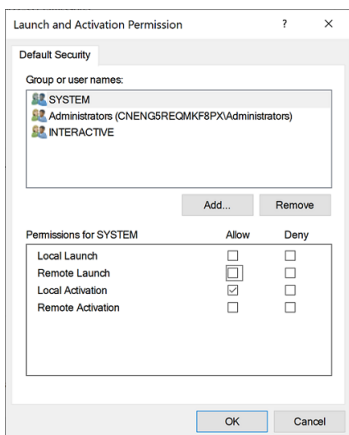 Launch and Activation Permission ? ×
Default Security
Group or user names:
SYSTEM
Administrators (CNENG5REQMKF8PX\Administrators)
INTERACTIVE
Add... Remove
Permissions for SYSTEM Allow Deny
Local Launch
Remote Launch
Local Activation
Remote Activation
OK Cancel